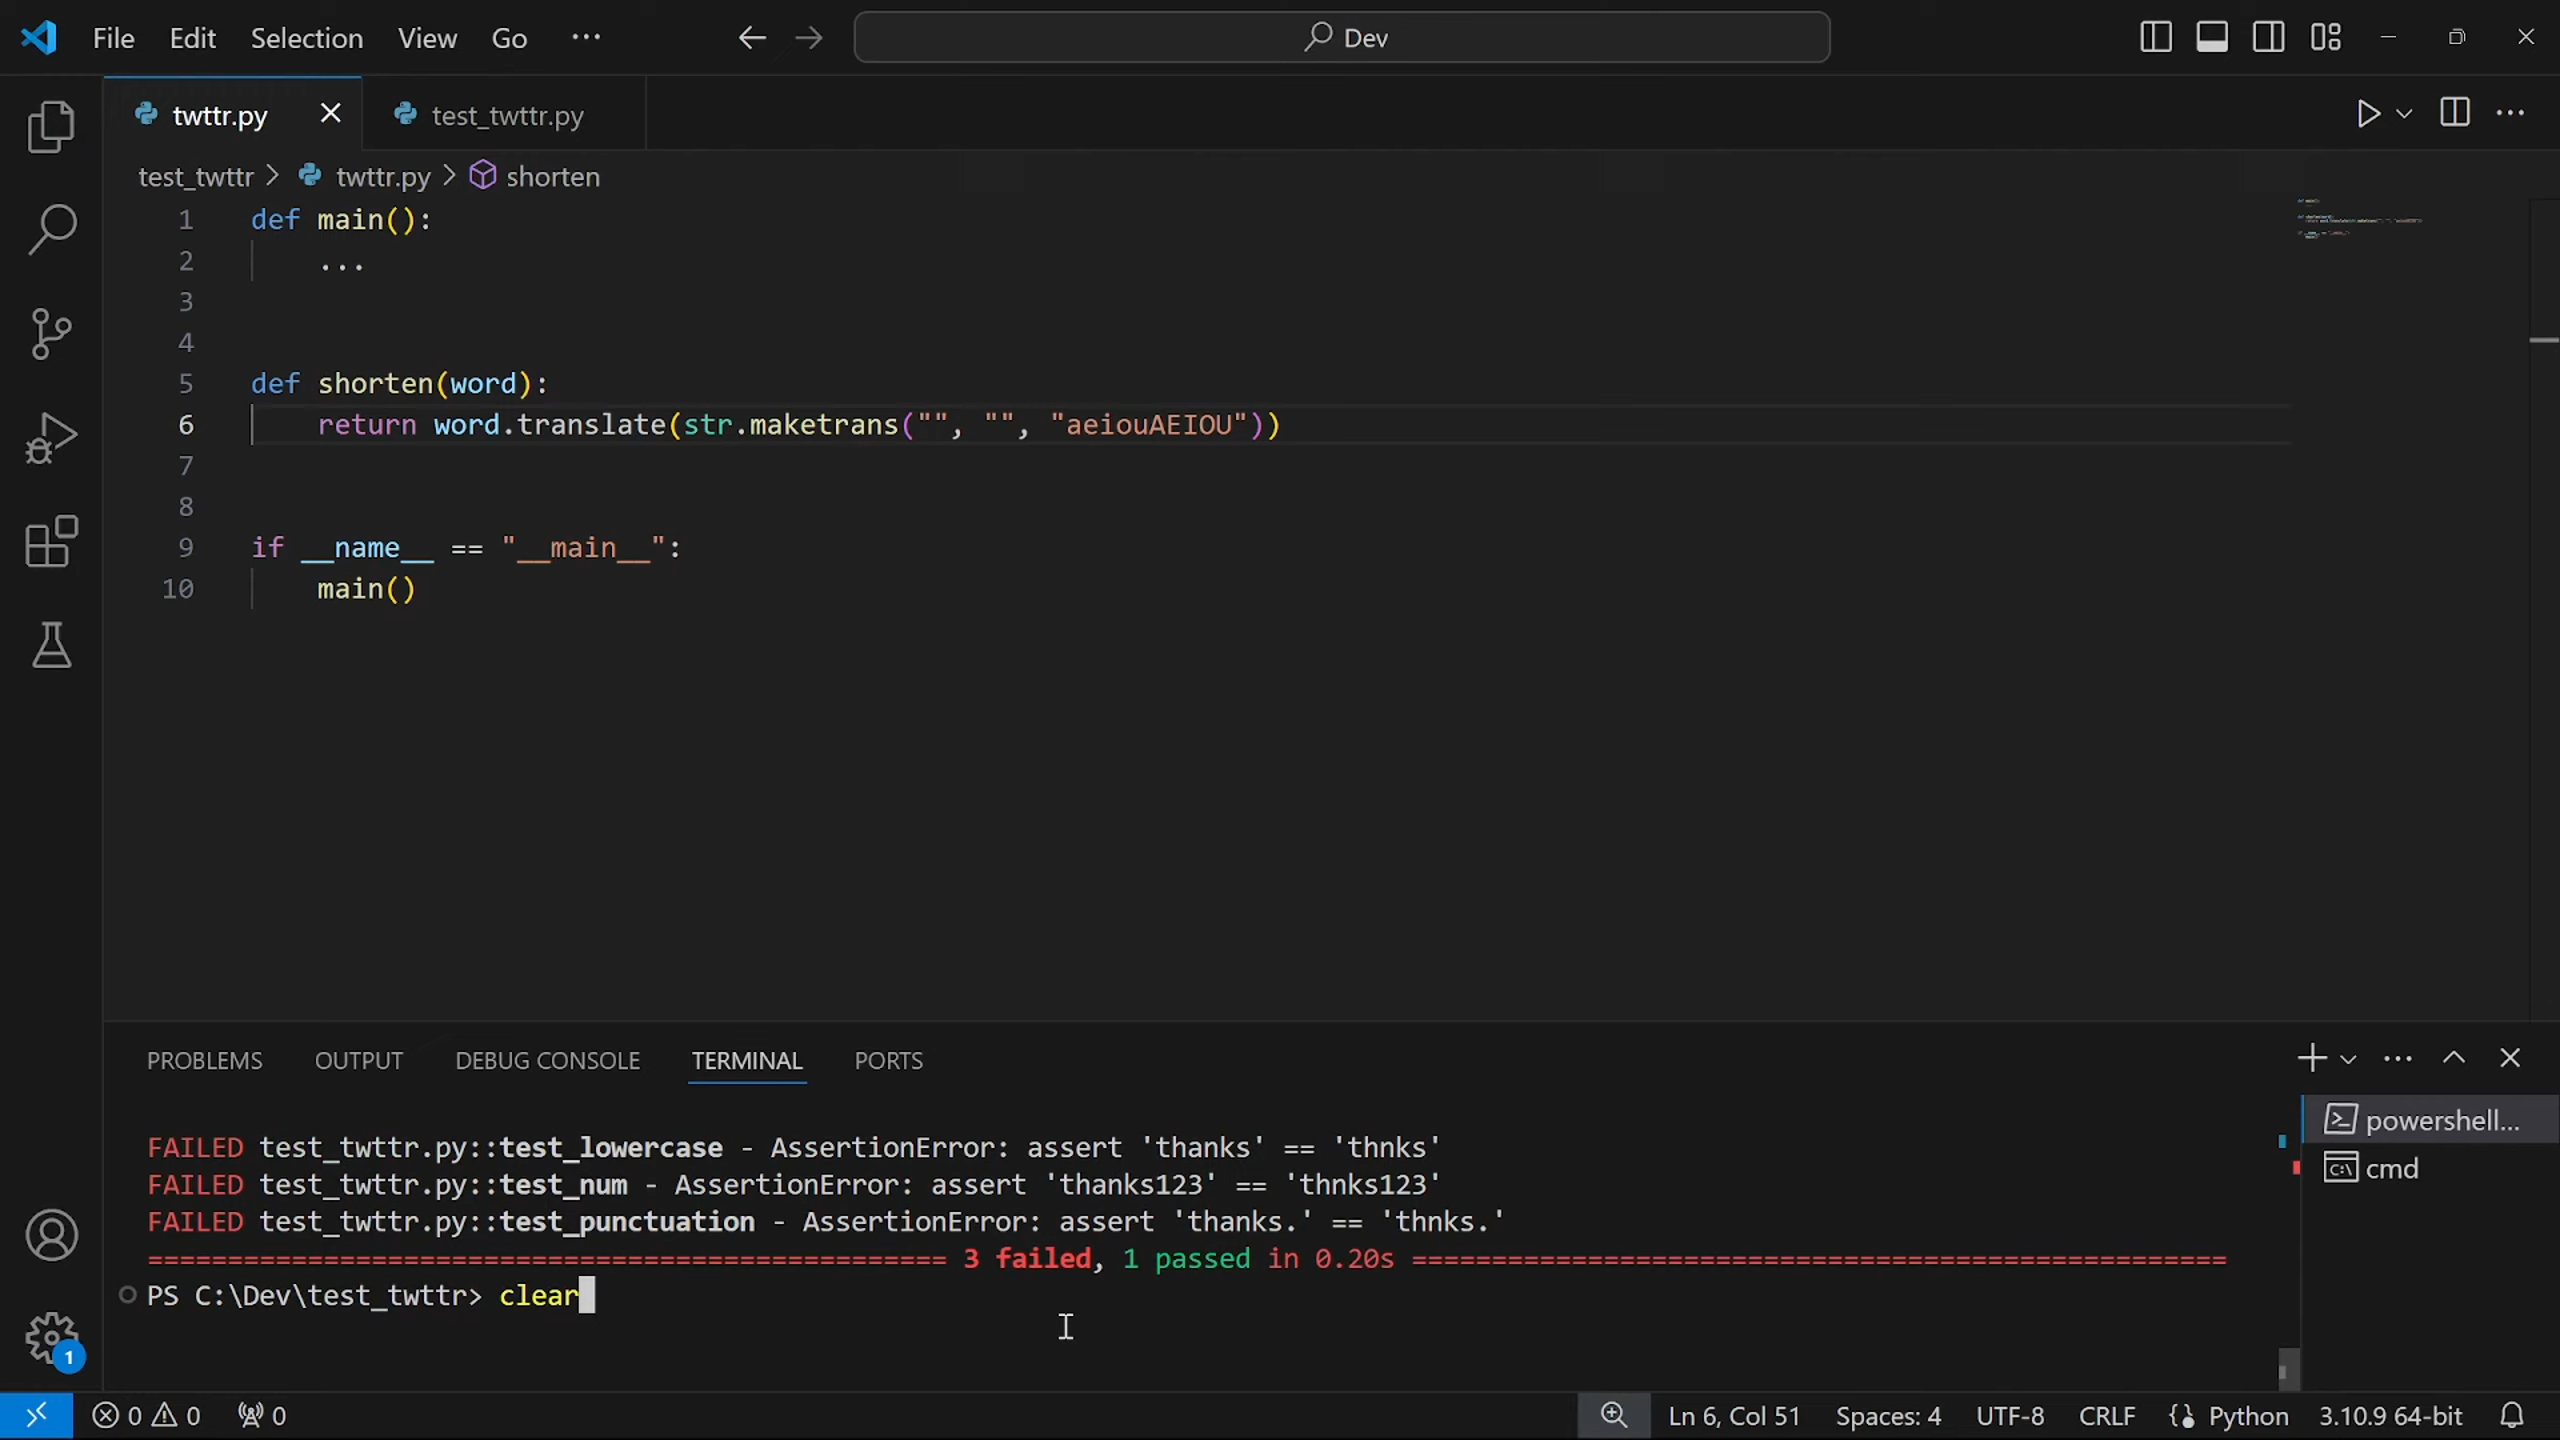 File Edit Selection View Go ··· Dev
twttr.py test_twttr.py
test_twttr > twttr.py > shorten
1 def main():
2 ...
3
4
5 def shorten(word):
6 return word.translate(str.maketrans("", "", "aeiouAEIOU"))
7
8
9 if __name__ == "__main__":
10 main()
PROBLEMS OUTPUT DEBUG CONSOLE TERMINAL PORTS
FAILED test_twttr.py::test_lowercase - AssertionError: assert 'thanks' == 'thnks'
FAILED test_twttr.py::test_num - AssertionError: assert 'thanks123' == 'thnks123'
FAILED test_twttr.py::test_punctuation - AssertionError: assert 'thanks.' == 'thnks.'
================================================== 3 failed, 1 passed in 0.20s ===================================================
PS C:\Dev\test_twttr> clear
powershell...
cmd
1
0 0 0 Ln 6, Col 51 Spaces: 4 UTF-8 CRLF Python 3.10.9 64-bit